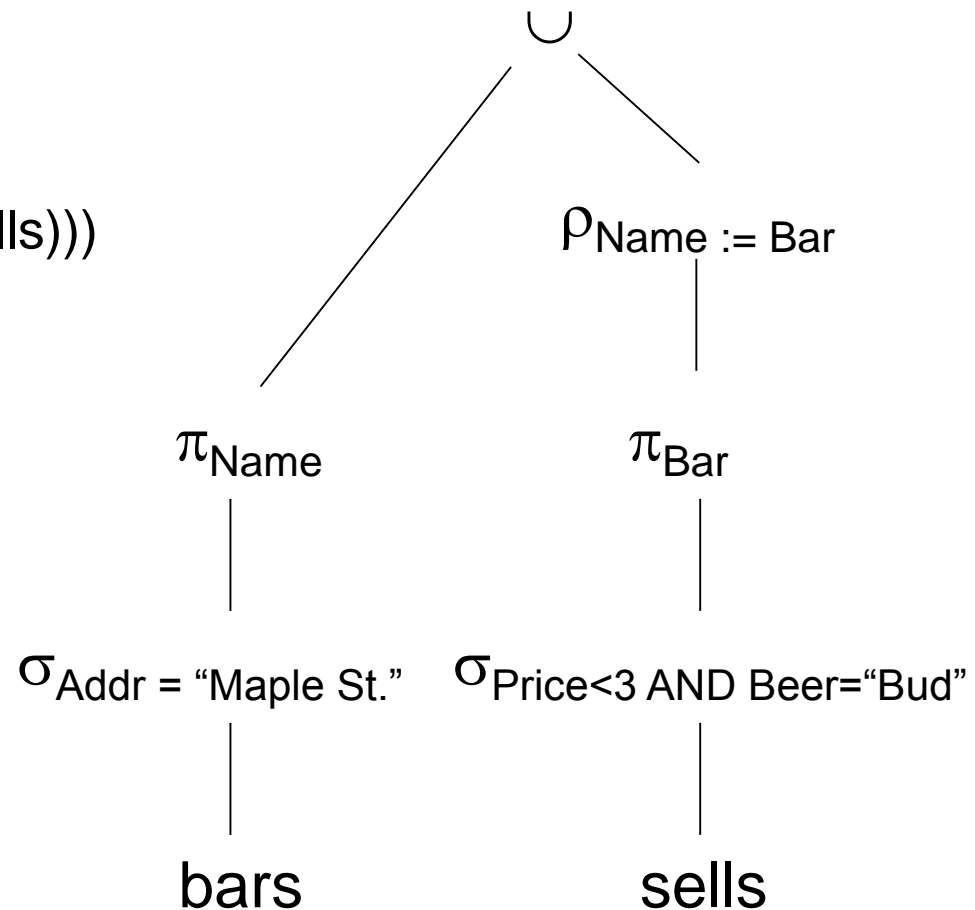 ∪
lls)))
ρName := Bar
πName
πBar
σAddr = “Maple St.”
σPrice<3 AND Beer=“Bud”
bars
sells